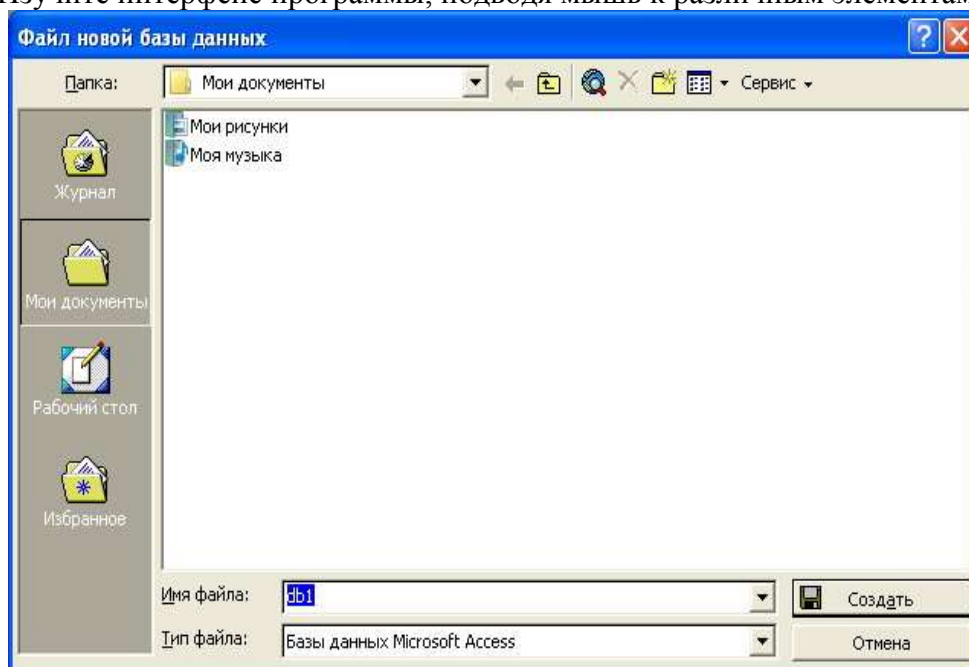 Изучите интерфейс программы, подводя мышь к различным элементам
Файл новой базы данных
Папка: Мои документы Сервис
Мои рисунки
Моя музыка
Журнал
Мои документы
Рабочий стол
Избранное
Имя файла: db1 Создать
Тип файла: Базы данных Microsoft Access Отмена